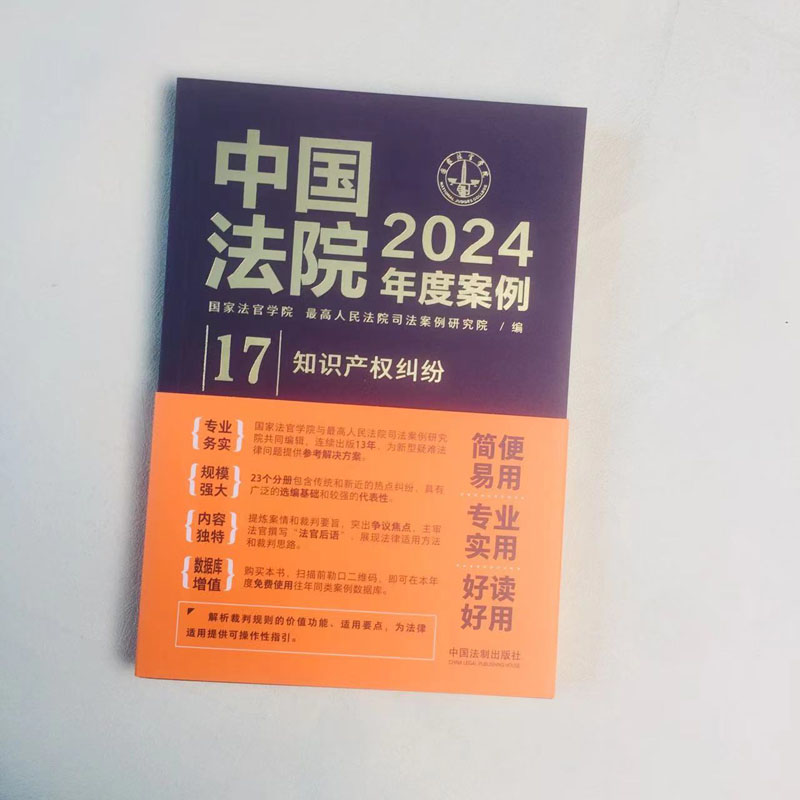 中国
法院
2024
年度案例
国家法官学院
NATIONAL JUDGES COLLEGE
国家法官学院 最高人民法院司法案例研究院 / 编
17 知识产权纠纷
专业
务实
国家法官学院与最高人民法院司法案例研究
院共同编辑，连续出版13年，为新型疑难法
律问题提供参考解决方案。
规模
强大
23个分册包含传统和新近的热点纠纷，具有
广泛的选编基础和较强的代表性。
内容
独特
提炼案情和裁判要旨，突出争议焦点，主审
法官撰写“法官后语”，展现法律适用方法
和裁判思路。
数据库
增值
购买本书，扫描前勒口二维码，即可在本年
度免费使用往年同类案例数据库。
解析裁判规则的价值功能、适用要点，为法律
适用提供可操作性指引。
简便
易用
专业
实用
好读
好用
中国法制出版社
CHINA LEGAL PUBLISHING HOUSE